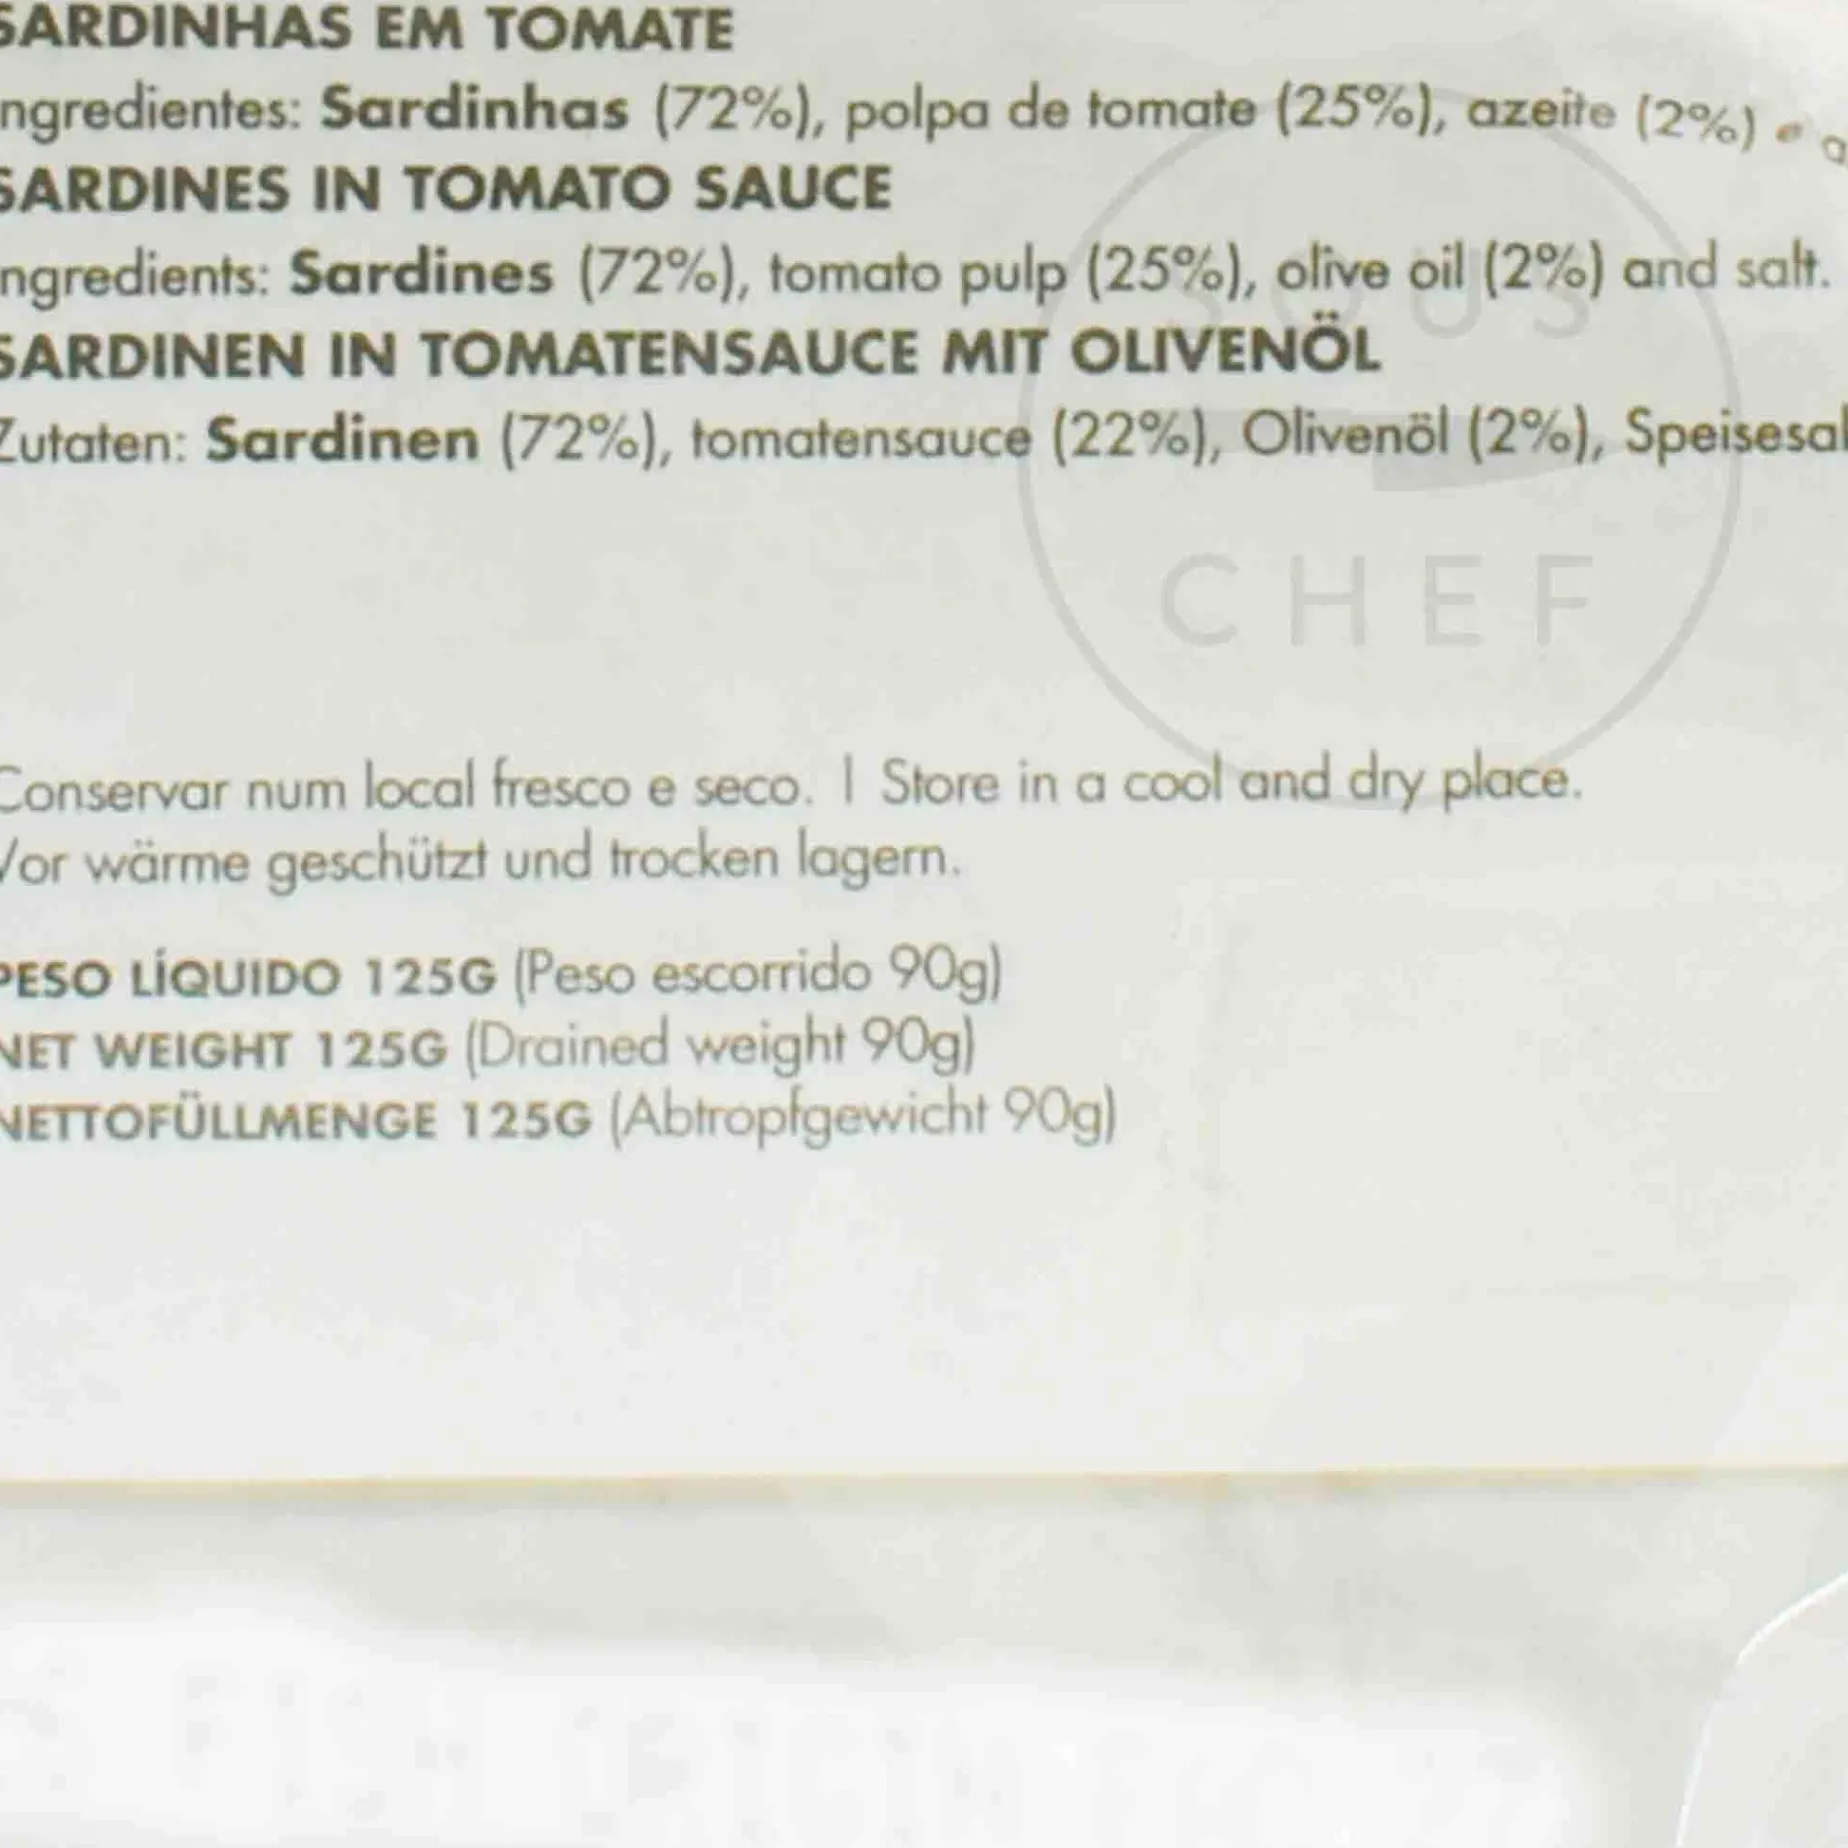 SARDINHAS EM TOMATE
ngredientes: Sardinhas (72%), polpa de tomate (25%), azeite (2%) e
SARDINES IN TOMATO SAUCE
ngredients: Sardines (72%), tomato pulp (25%), olive oil (2%) and salt.
SOUS
SARDINEN IN TOMATENSAUCE MIT OLIVENÖL
Zutaten: Sardinen (72%), tomatensauce (22%), Olivenöl (2%), Speisesal
CHEF
Conservar num local fresco e seco. | Store in a cool and dry place.
Vor wärme geschützt und trocken lagern.
PESO LÍQUIDO 125G (Peso escorrido 90g)
NET WEIGHT 125G (Drained weight 90g)
NETTOFÜLLMENGE 125G (Abtropfgewicht 90g)